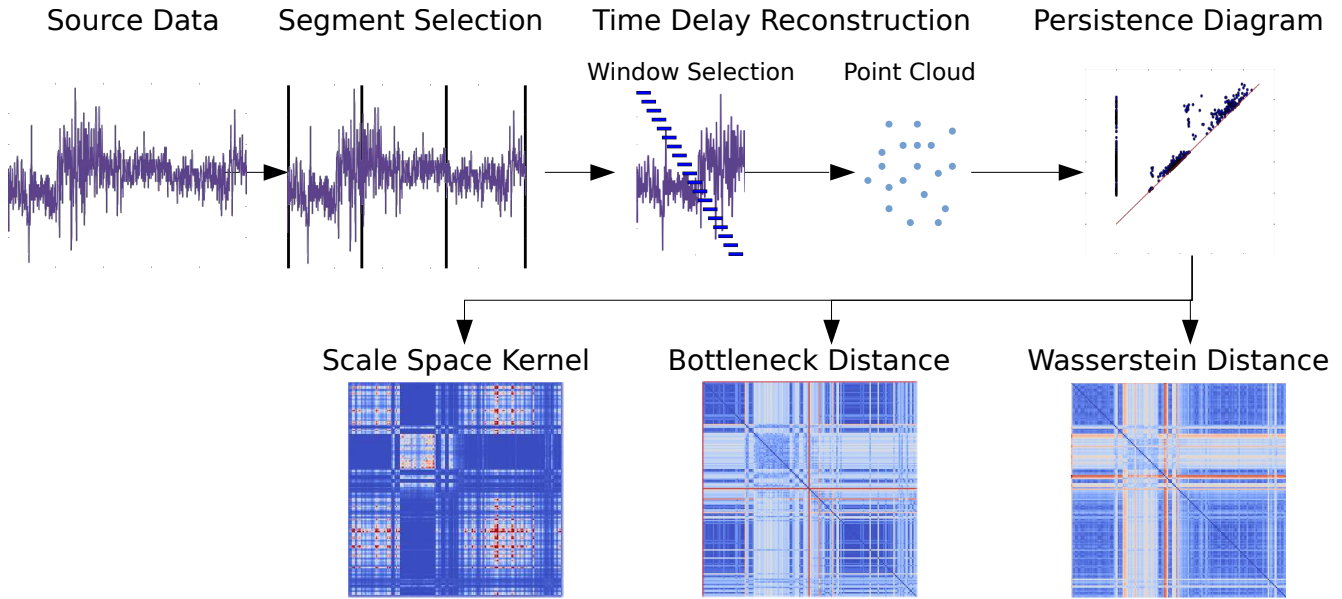 Source Data
Segment Selection
Time Delay Reconstruction
Persistence Diagram
Window Selection
Point Cloud
Scale Space Kernel
Bottleneck Distance
Wasserstein Distance